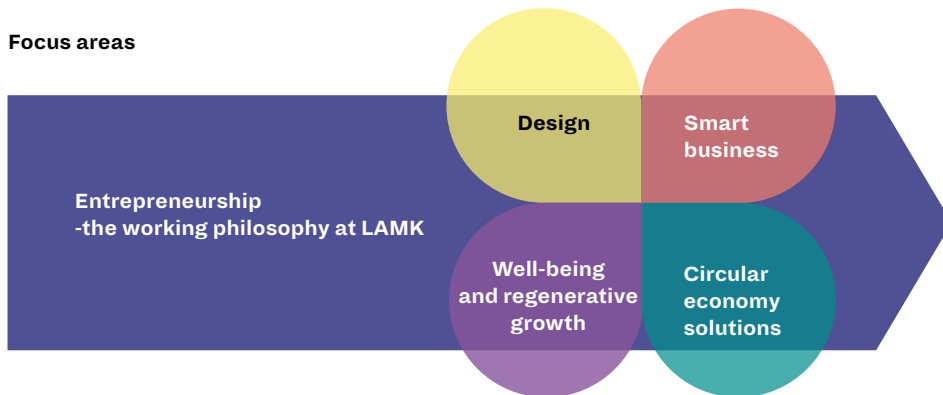 Focus areas
Design
Smart
business
Entrepreneurship
-the working philosophy at LAMK
Well-being
and regenerative
growth
Circular
economy
solutions